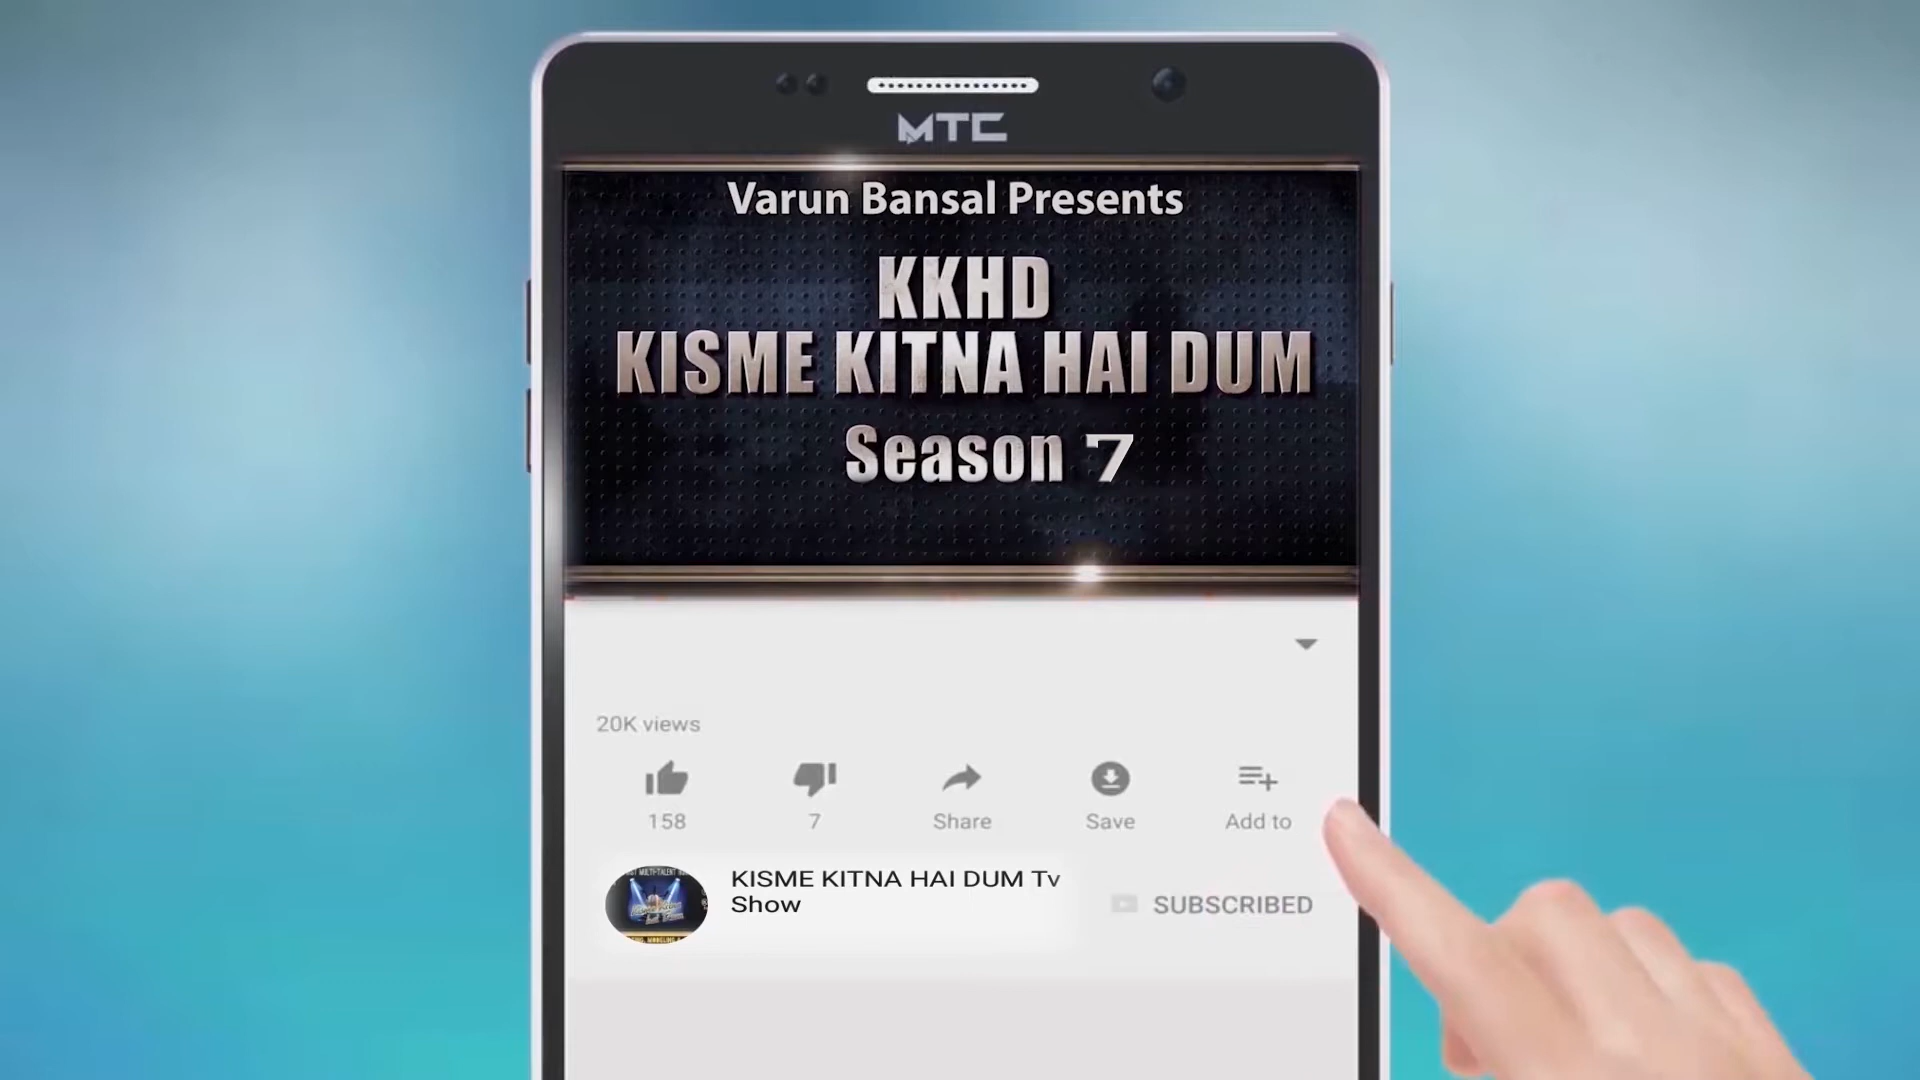 MTC
Varun Bansal Presents
KKHD
KISME KITNA HAI DUM
Season 7
20K views
158
7
Share
Save
Add to
KISME KITNA HAI DUM Tv
Show
SUBSCRIBED